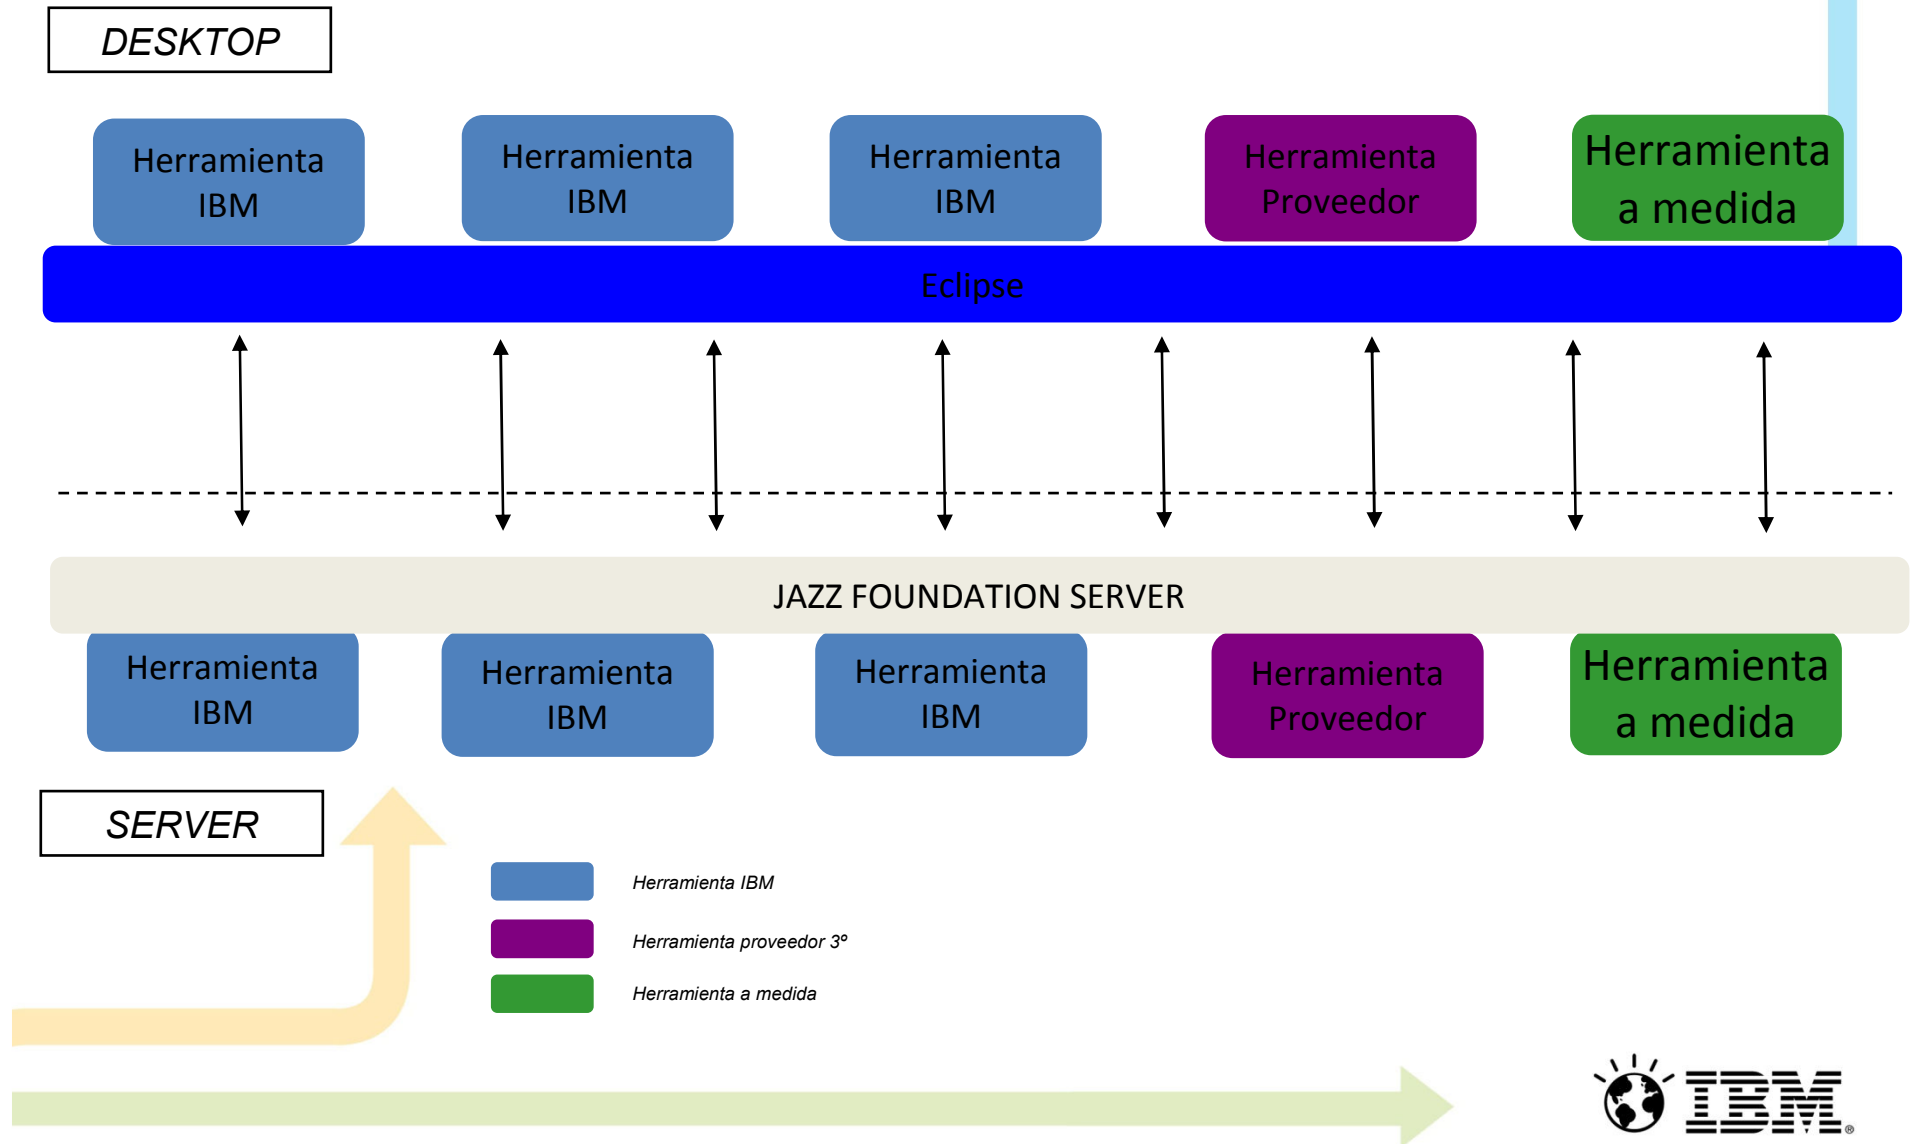 DESKTOP
Herramienta
IBM
Herramienta
IBM
Herramienta
IBM
Herramienta
Proveedor
Herramienta
a medida
Eclipse
JAZZ FOUNDATION SERVER
Herramienta
IBM
Herramienta
IBM
Herramienta
IBM
Herramienta
Proveedor
Herramienta
a medida
SERVER
Herramienta IBM
Herramienta proveedor 3º
Herramienta a medida
IBM®